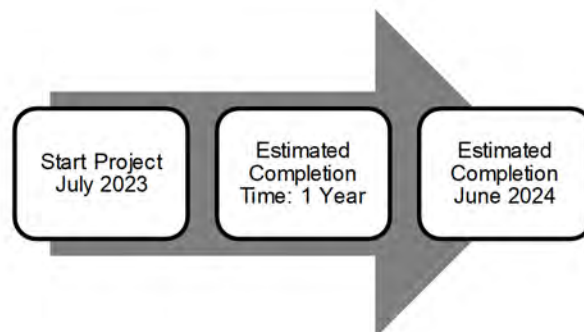 Start Project
July 2023
Estimated
Completion
Time: 1 Year
Estimated
Completion
June 2024